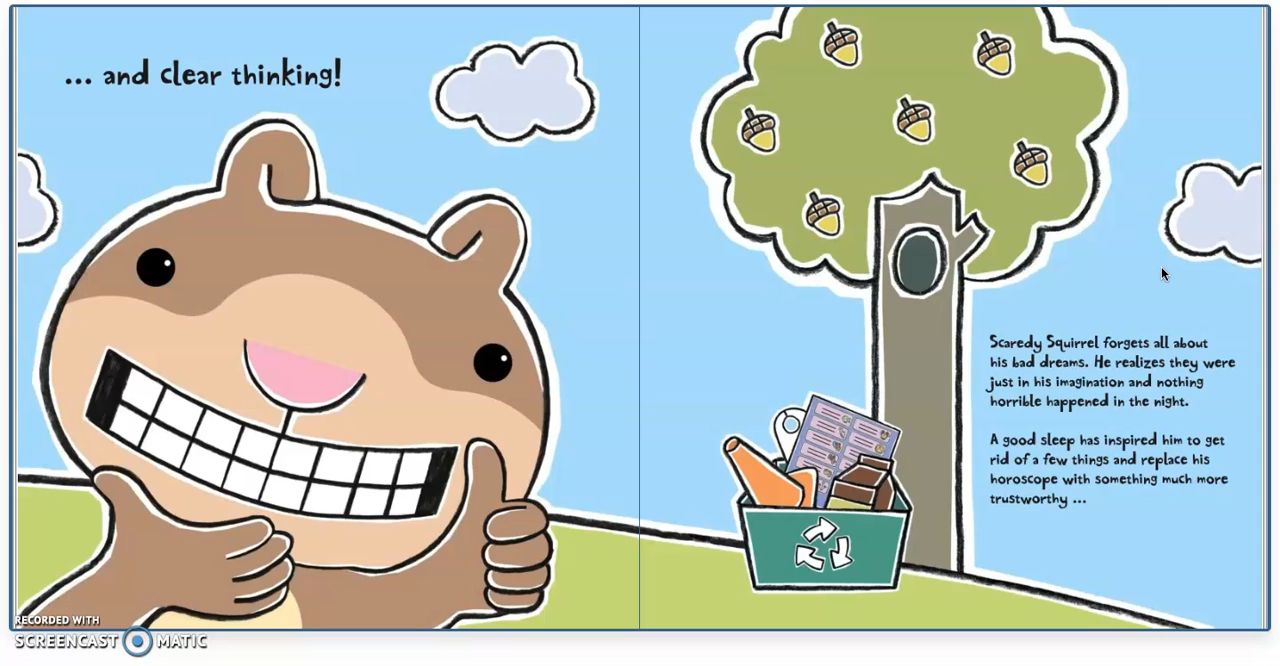 ... and clear thinking!
Scaredy Squirrel forgets all about
his bad dreams. He realizes they were
just in his imagination and nothing
horrible happened in the night.
A good sleep has inspired him to get
rid of a few things and replace his
horoscope with something much more
trustworthy ...
RECORDED WITH
SCREENCAST MATIC